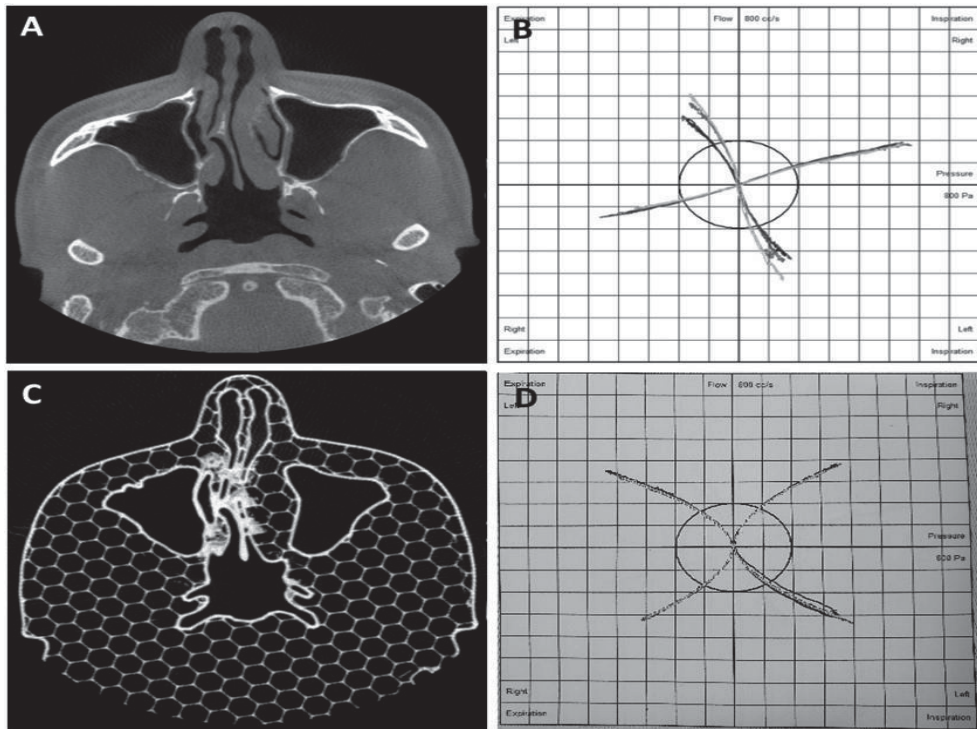 A
B
Expiration
Flow 800 cc/s
Inspiration
Left
Right
Pressure
800 Pa
Right
Left
Expiration
Inspiration
C
D
Expiration
Flow 800 cc/s
Inspiration
Left
Right
Pressure
600 Pa
Right
Left
Expiration
Inspiration